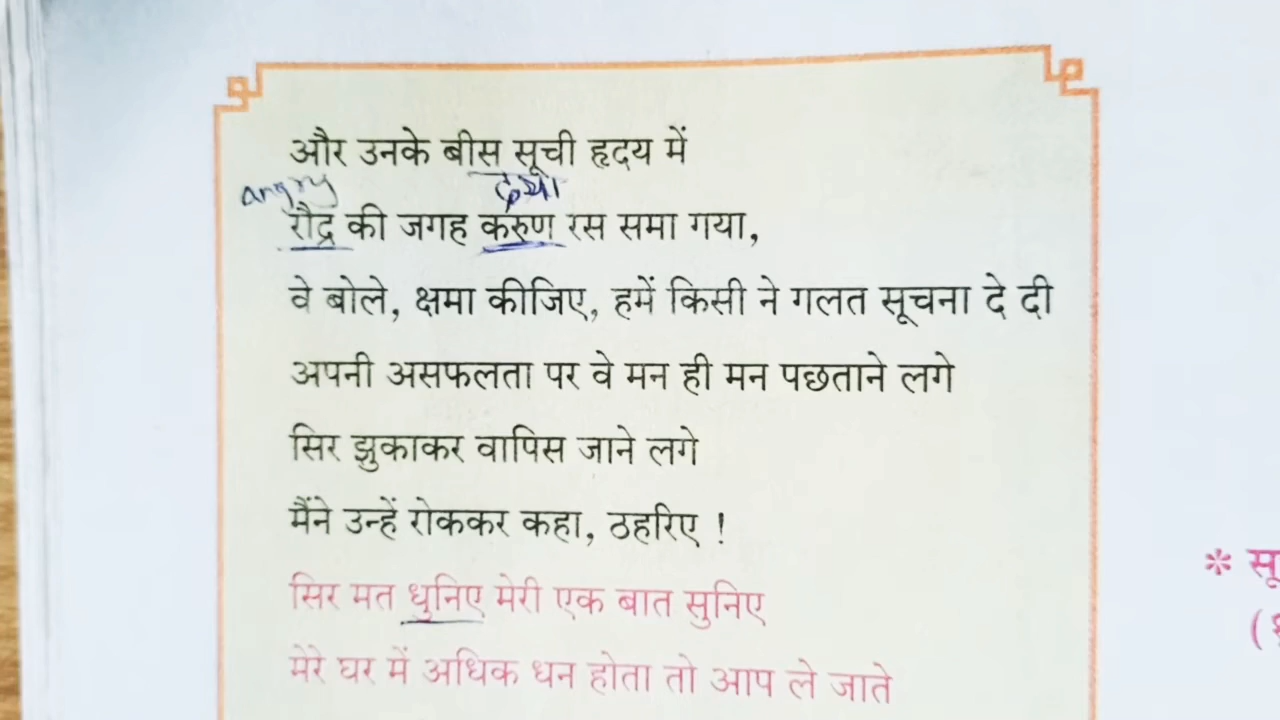 और उनके बीस सूची हृदय में
angry दया
रौद्र की जगह करुण रस समा गया,
वे बोले, क्षमा कीजिए, हमें किसी ने गलत सूचना दे दी
अपनी असफलता पर वे मन ही मन पछताने लगे
सिर झुकाकर वापिस जाने लगे
मैंने उन्हें रोककर कहा, ठहरिए !
सिर मत धुनिए मेरी एक बात सुनिए
मेरे घर में अधिक धन होता तो आप ले जाते
* सू